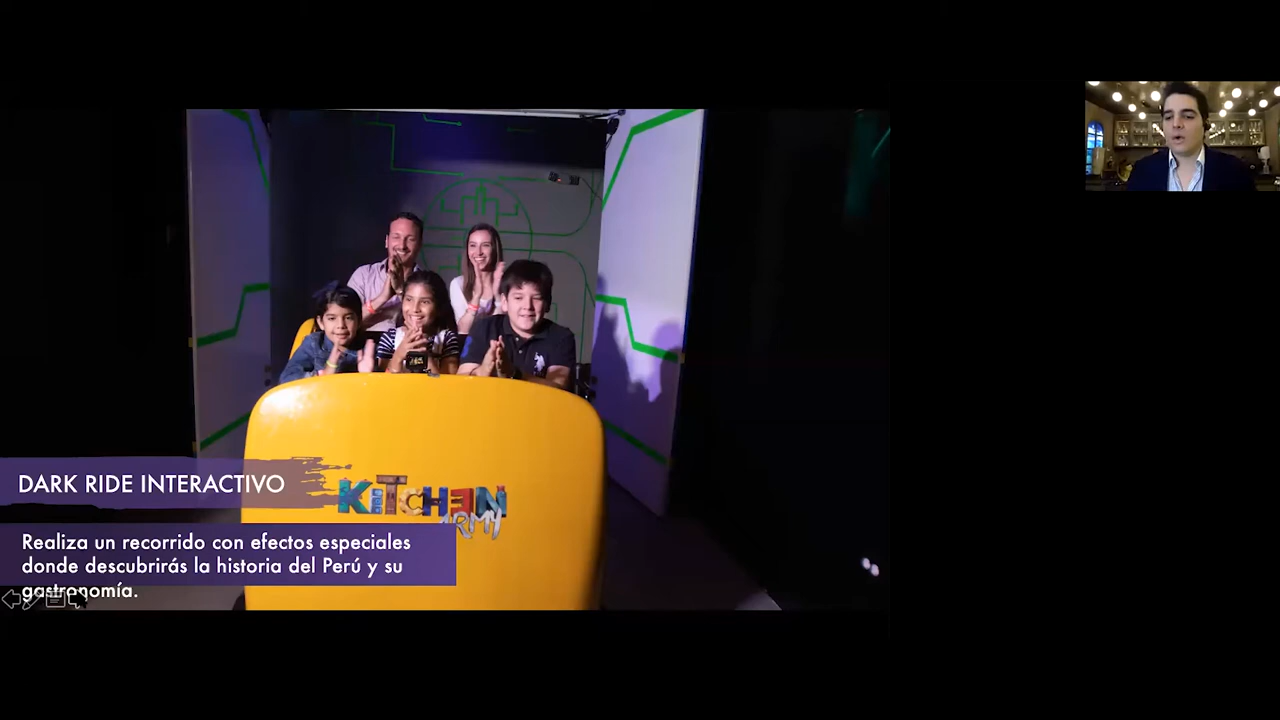 KITCHEN
ARMY
DARK RIDE INTERACTIVO
Realiza un recorrido con efectos especiales
donde descubrirás la historia del Perú y su
gastronomía.